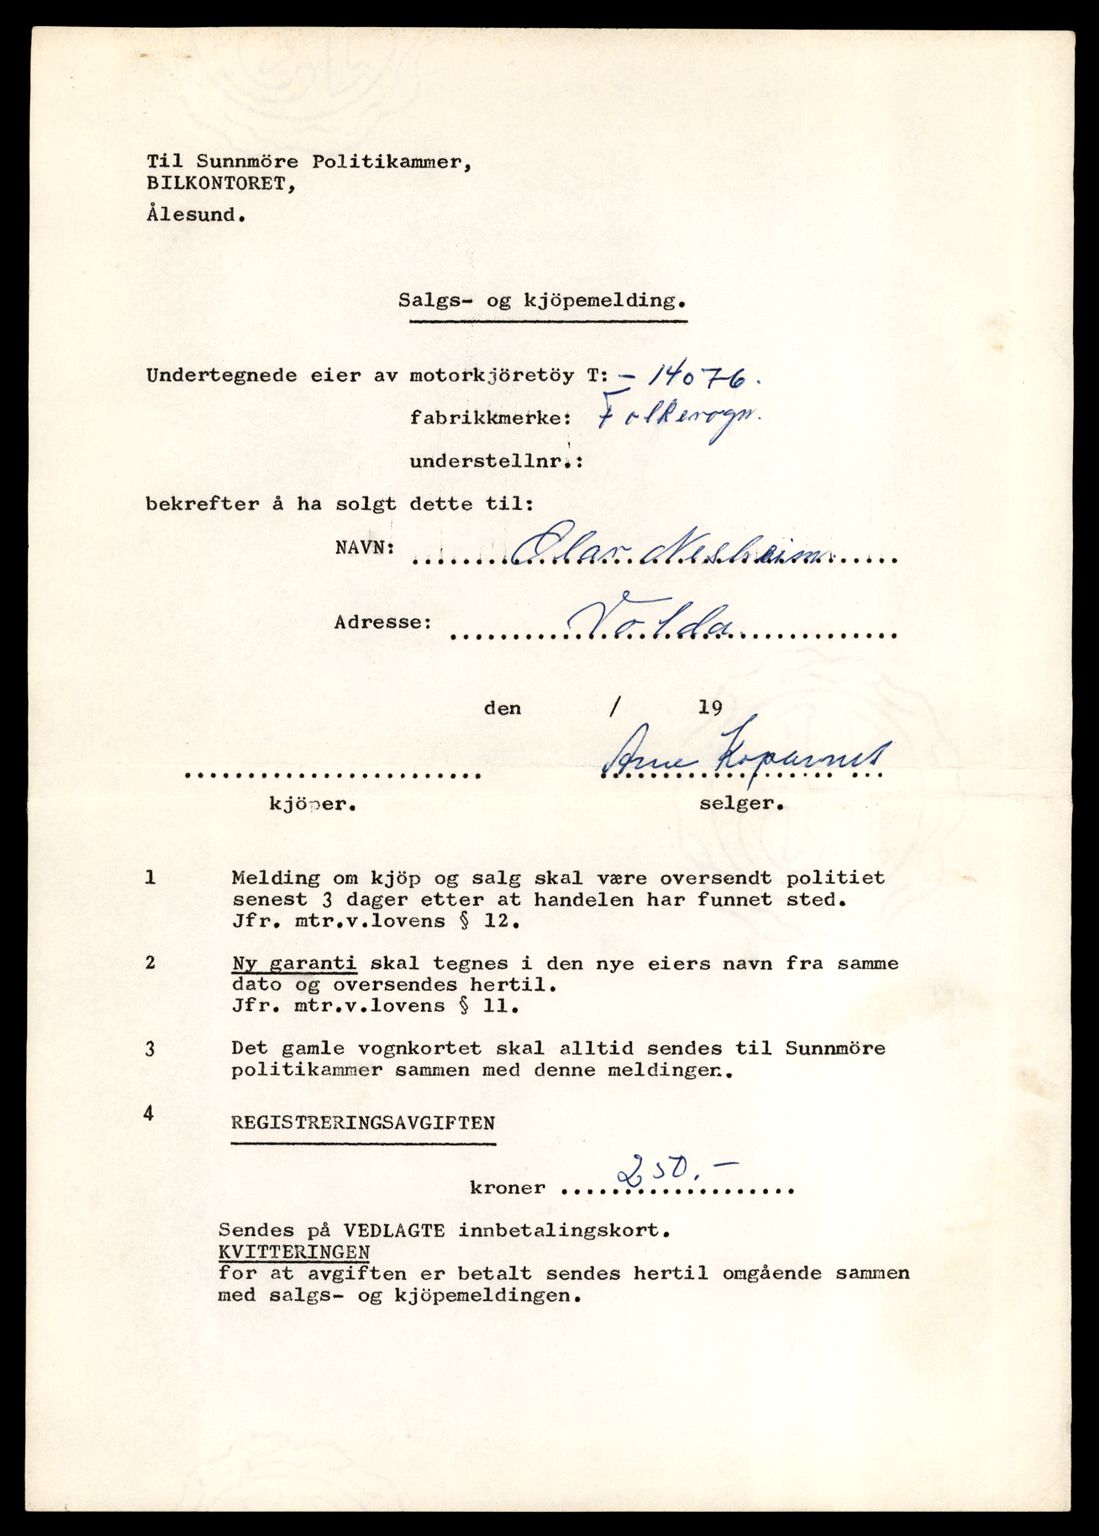 Til Sunnmöre Politikammer,
BILKONTORET,
Ålesund.
Salgs- og kjöpemelding.
Undertegnede eier av motorkjöretöy T: - 14076.
fabrikkmerke: Folkevogn.
understellnr.:
bekrefter å ha solgt dette til:
NAVN: Olav Nesheim
Adresse: Volda
den / 19
Arne Koparnes
kjöper. selger.
1 Melding om kjöp og salg skal være oversendt politiet
senest 3 dager etter at handelen har funnet sted.
Jfr. mtr.v.lovens § 12.
2 Ny garanti skal tegnes i den nye eiers navn fra samme
dato og oversendes hertil.
Jfr. mtr.v.lovens § 11.
3 Det gamle vognkortet skal alltid sendes til Sunnmöre
politikammer sammen med denne meldingen.
4 REGISTRERINGSAVGIFTEN
kroner 250.-
Sendes på VEDLAGTE innbetalingskort.
KVITTERINGEN
for at avgiften er betalt sendes hertil omgående sammen
med salgs- og kjöpemeldingen.